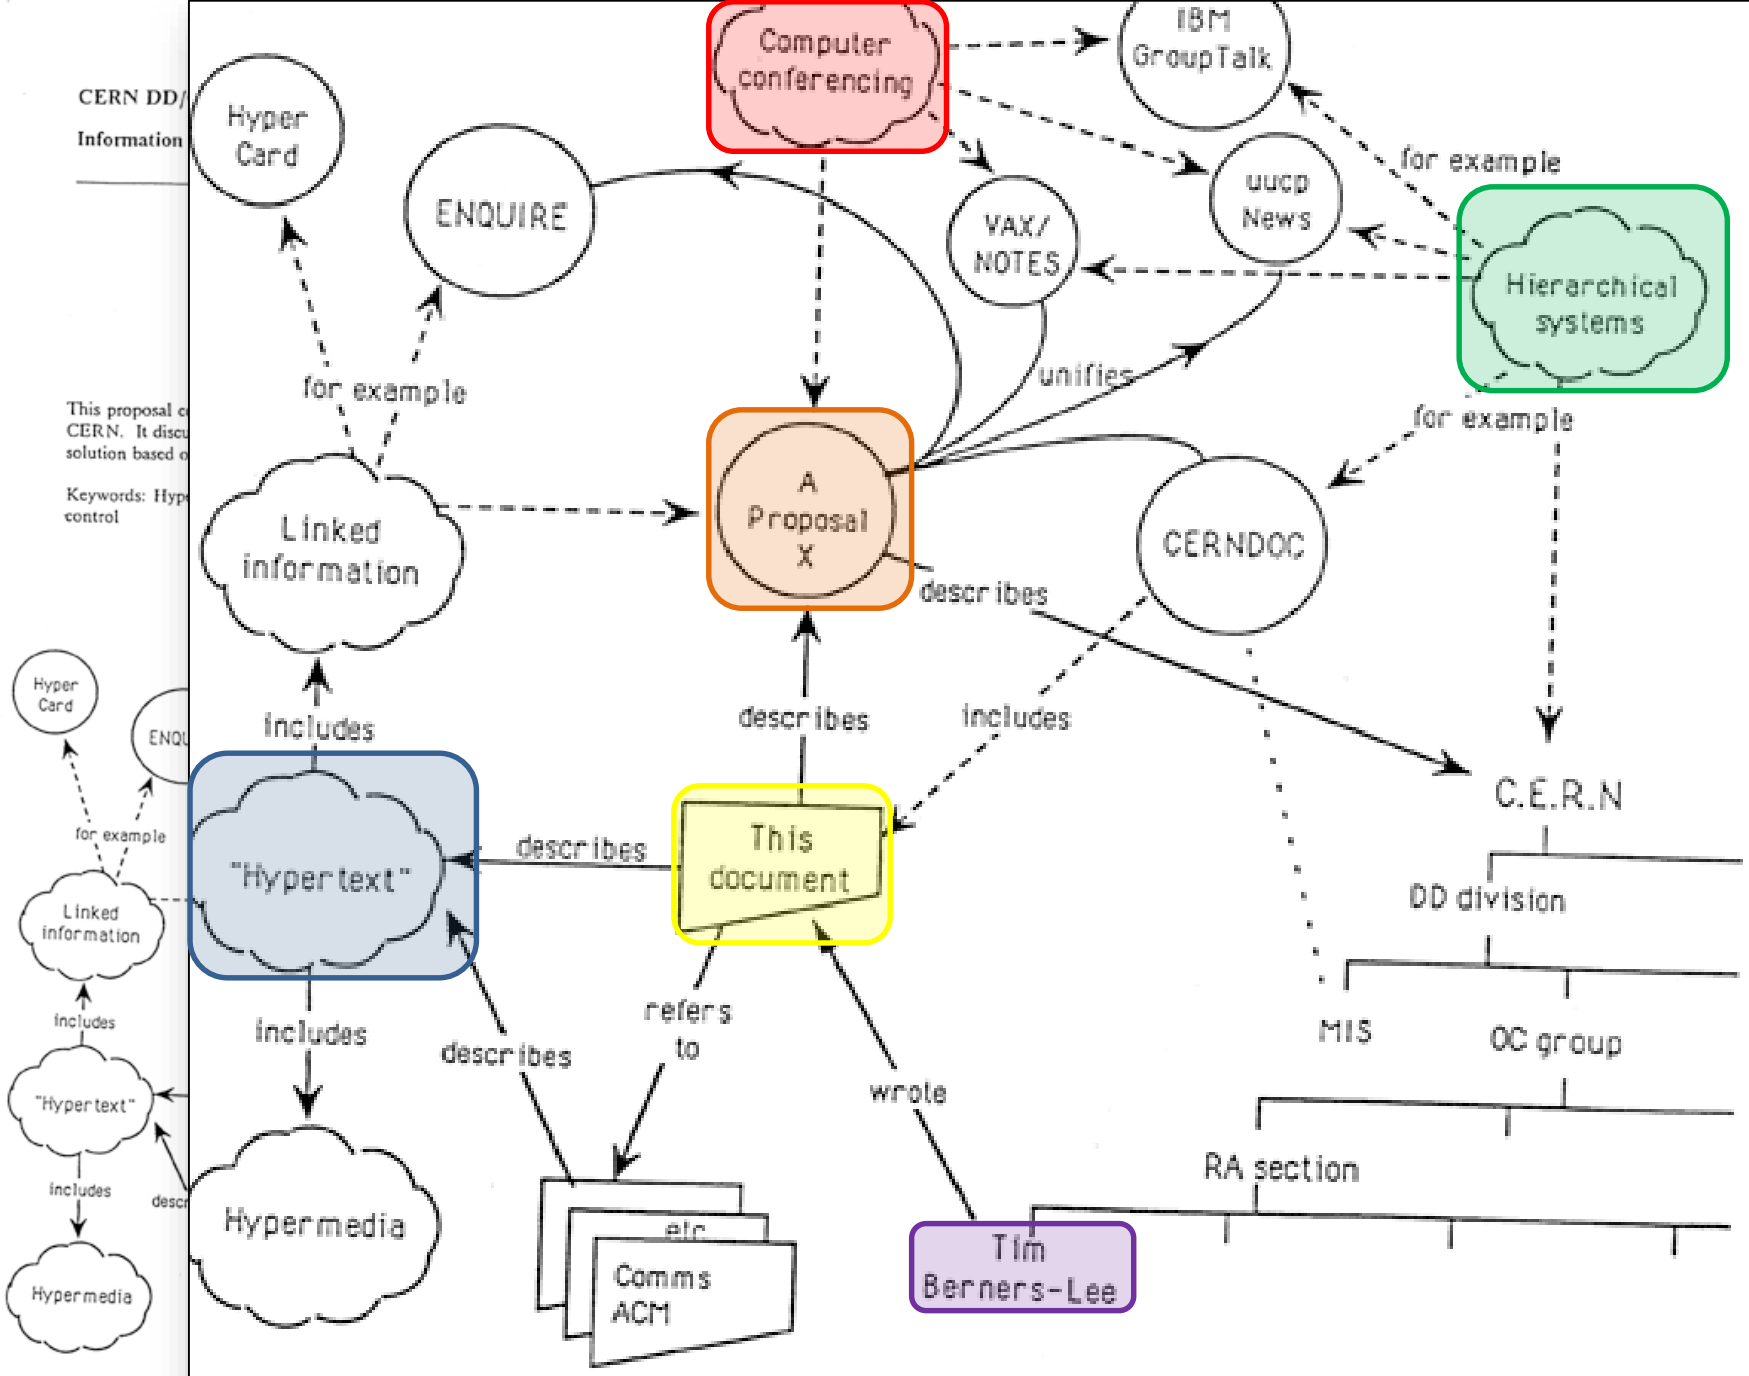 CERN DD/
Information
This proposal c
CERN. It discu
solution based o
Keywords: Hype
control
Hyper
Card
ENQU
for example
Linked
information
includes
"Hypertext"
includes
descr
Hypermedia
Computer
conferencing
IBM
GroupTalk
Hyper
Card
ENQUIRE
VAX/
NOTES
uucp
News
for example
Hierarchical
systems
for example
unifies
for example
A
Proposal
X
Linked
information
CERNDOC
describes
includes
describes
includes
C.E.R.N
"Hypertext"
describes
This
document
DD division
includes
describes
refers
to
wrote
MIS
OC group
RA section
Hypermedia
etc
Comms
ACM
Tim
Berners-Lee